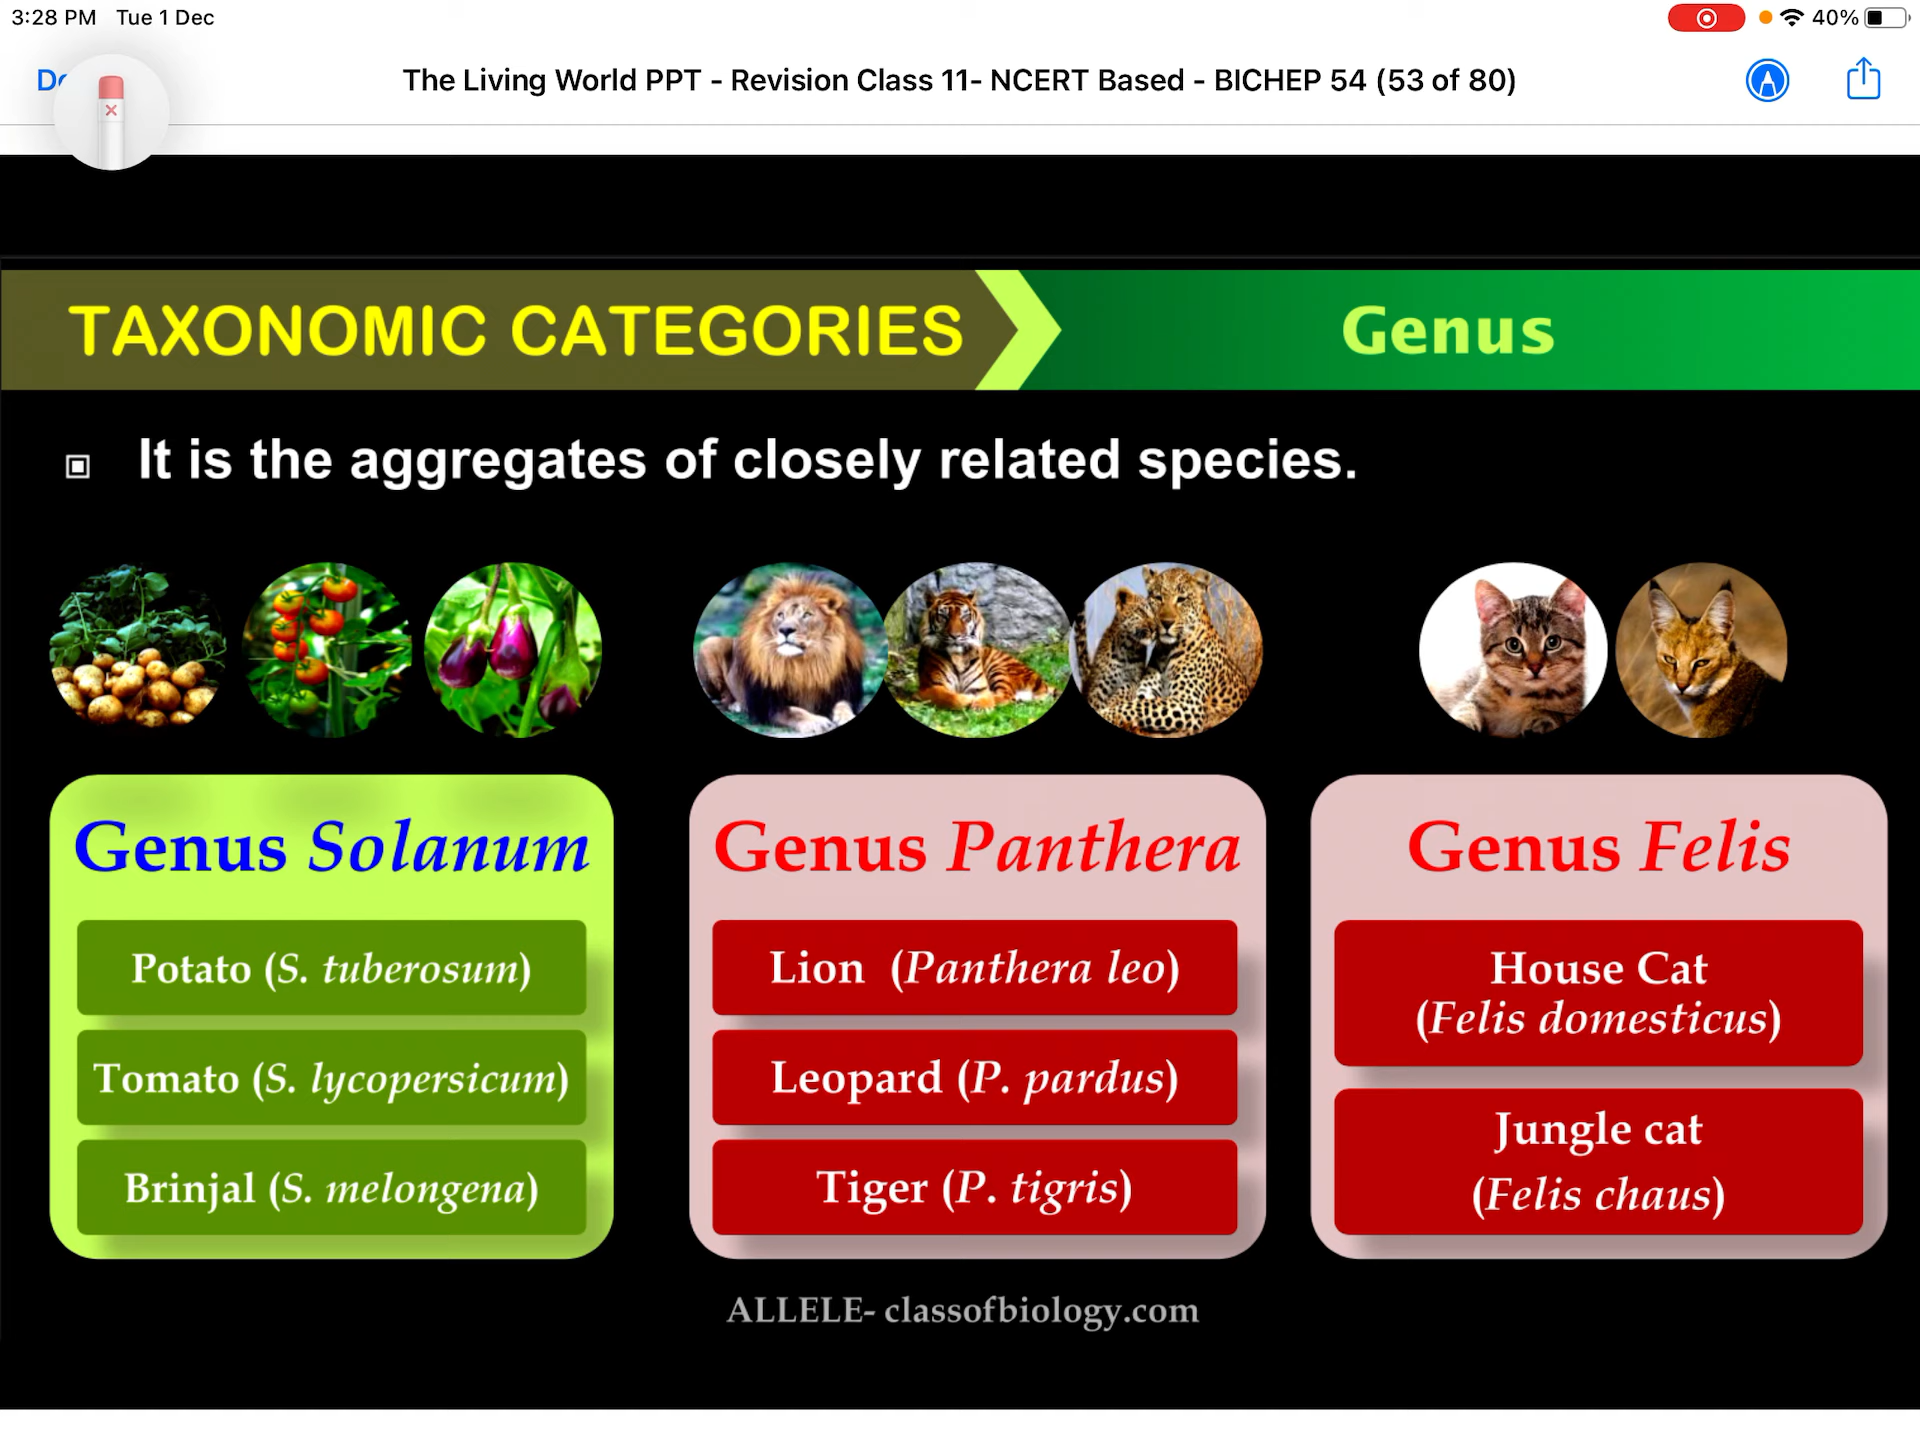 3:28 PM Tue 1 Dec
40%
The Living World PPT - Revision Class 11- NCERT Based - BICHEP 54 (53 of 80)
TAXONOMIC CATEGORIES
Genus
It is the aggregates of closely related species.
Genus Solanum
Potato (S. tuberosum)
Tomato (S. lycopersicum)
Brinjal (S. melongena)
Genus Panthera
Lion (Panthera leo)
Leopard (P. pardus)
Tiger (P. tigris)
Genus Felis
House Cat
(Felis domesticus)
Jungle cat
(Felis chaus)
ALLELE- classofbiology.com